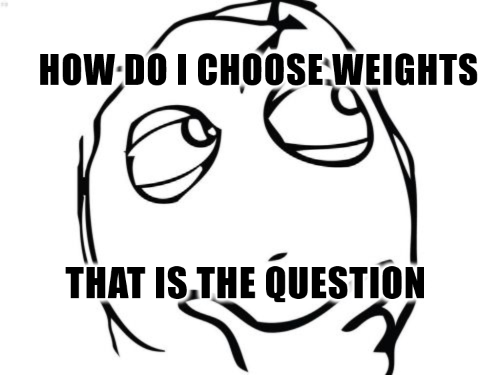 HOW DO I CHOOSE WEIGHTS
THAT IS THE QUESTION